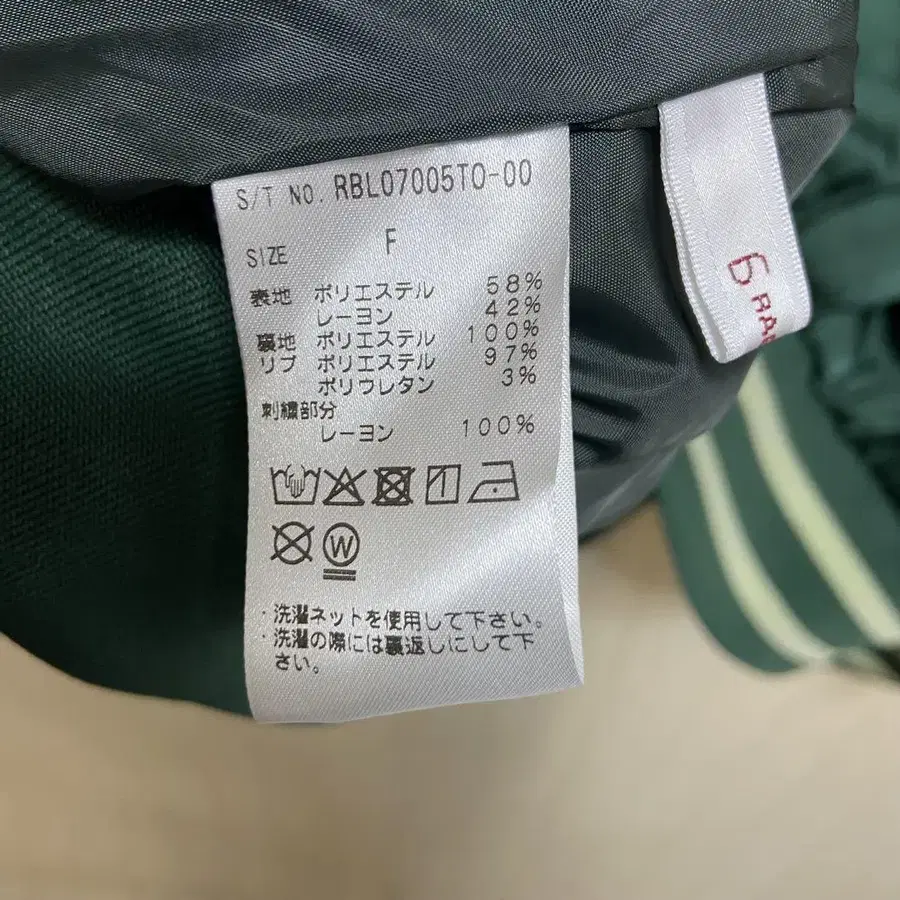 S/T NO. RBL07005TO-00
SIZE F
表地 ポリエステル 58%
レーヨン 42%
裏地 ポリエステル 100%
リブ ポリエステル 97%
ポリウレタン 3%
刺繍部分
レーヨン 100%
W
・洗濯ネットを使用して下さい。
・洗濯の際には裏返しにして下
さい。